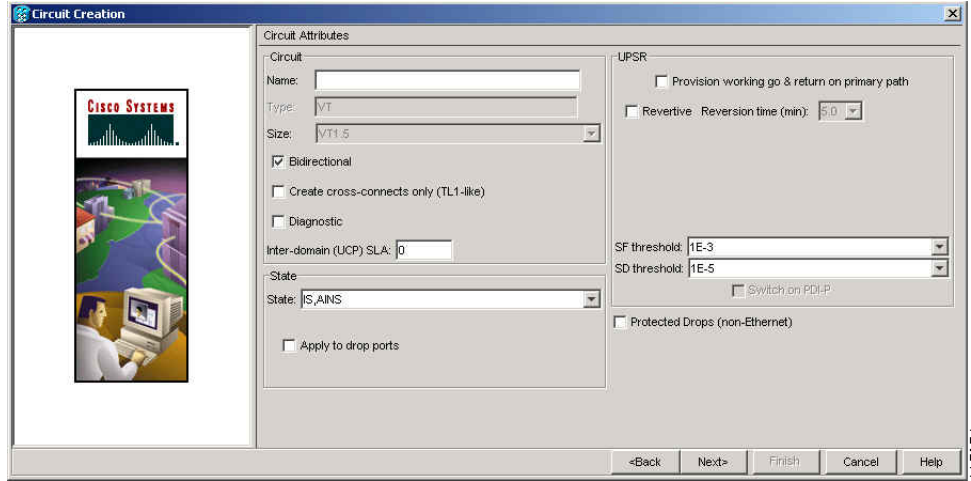 Circuit Creation
CISCO SYSTEMS
Circuit Attributes
Circuit
Name:
Type: VT
Size: VT1.5
Bidirectional
Create cross-connects only (TL1-like)
Diagnostic
Inter-domain (UCP) SLA: 0
State
State: IS,AINS
Apply to drop ports
UPSR
Provision working go & return on primary path
Revertive Reversion time (min): 5.0
SF threshold: 1E-3
SD threshold: 1E-5
Switch on PDI-P
Protected Drops (non-Ethernet)
<Back
Next>
Finish
Cancel
Help